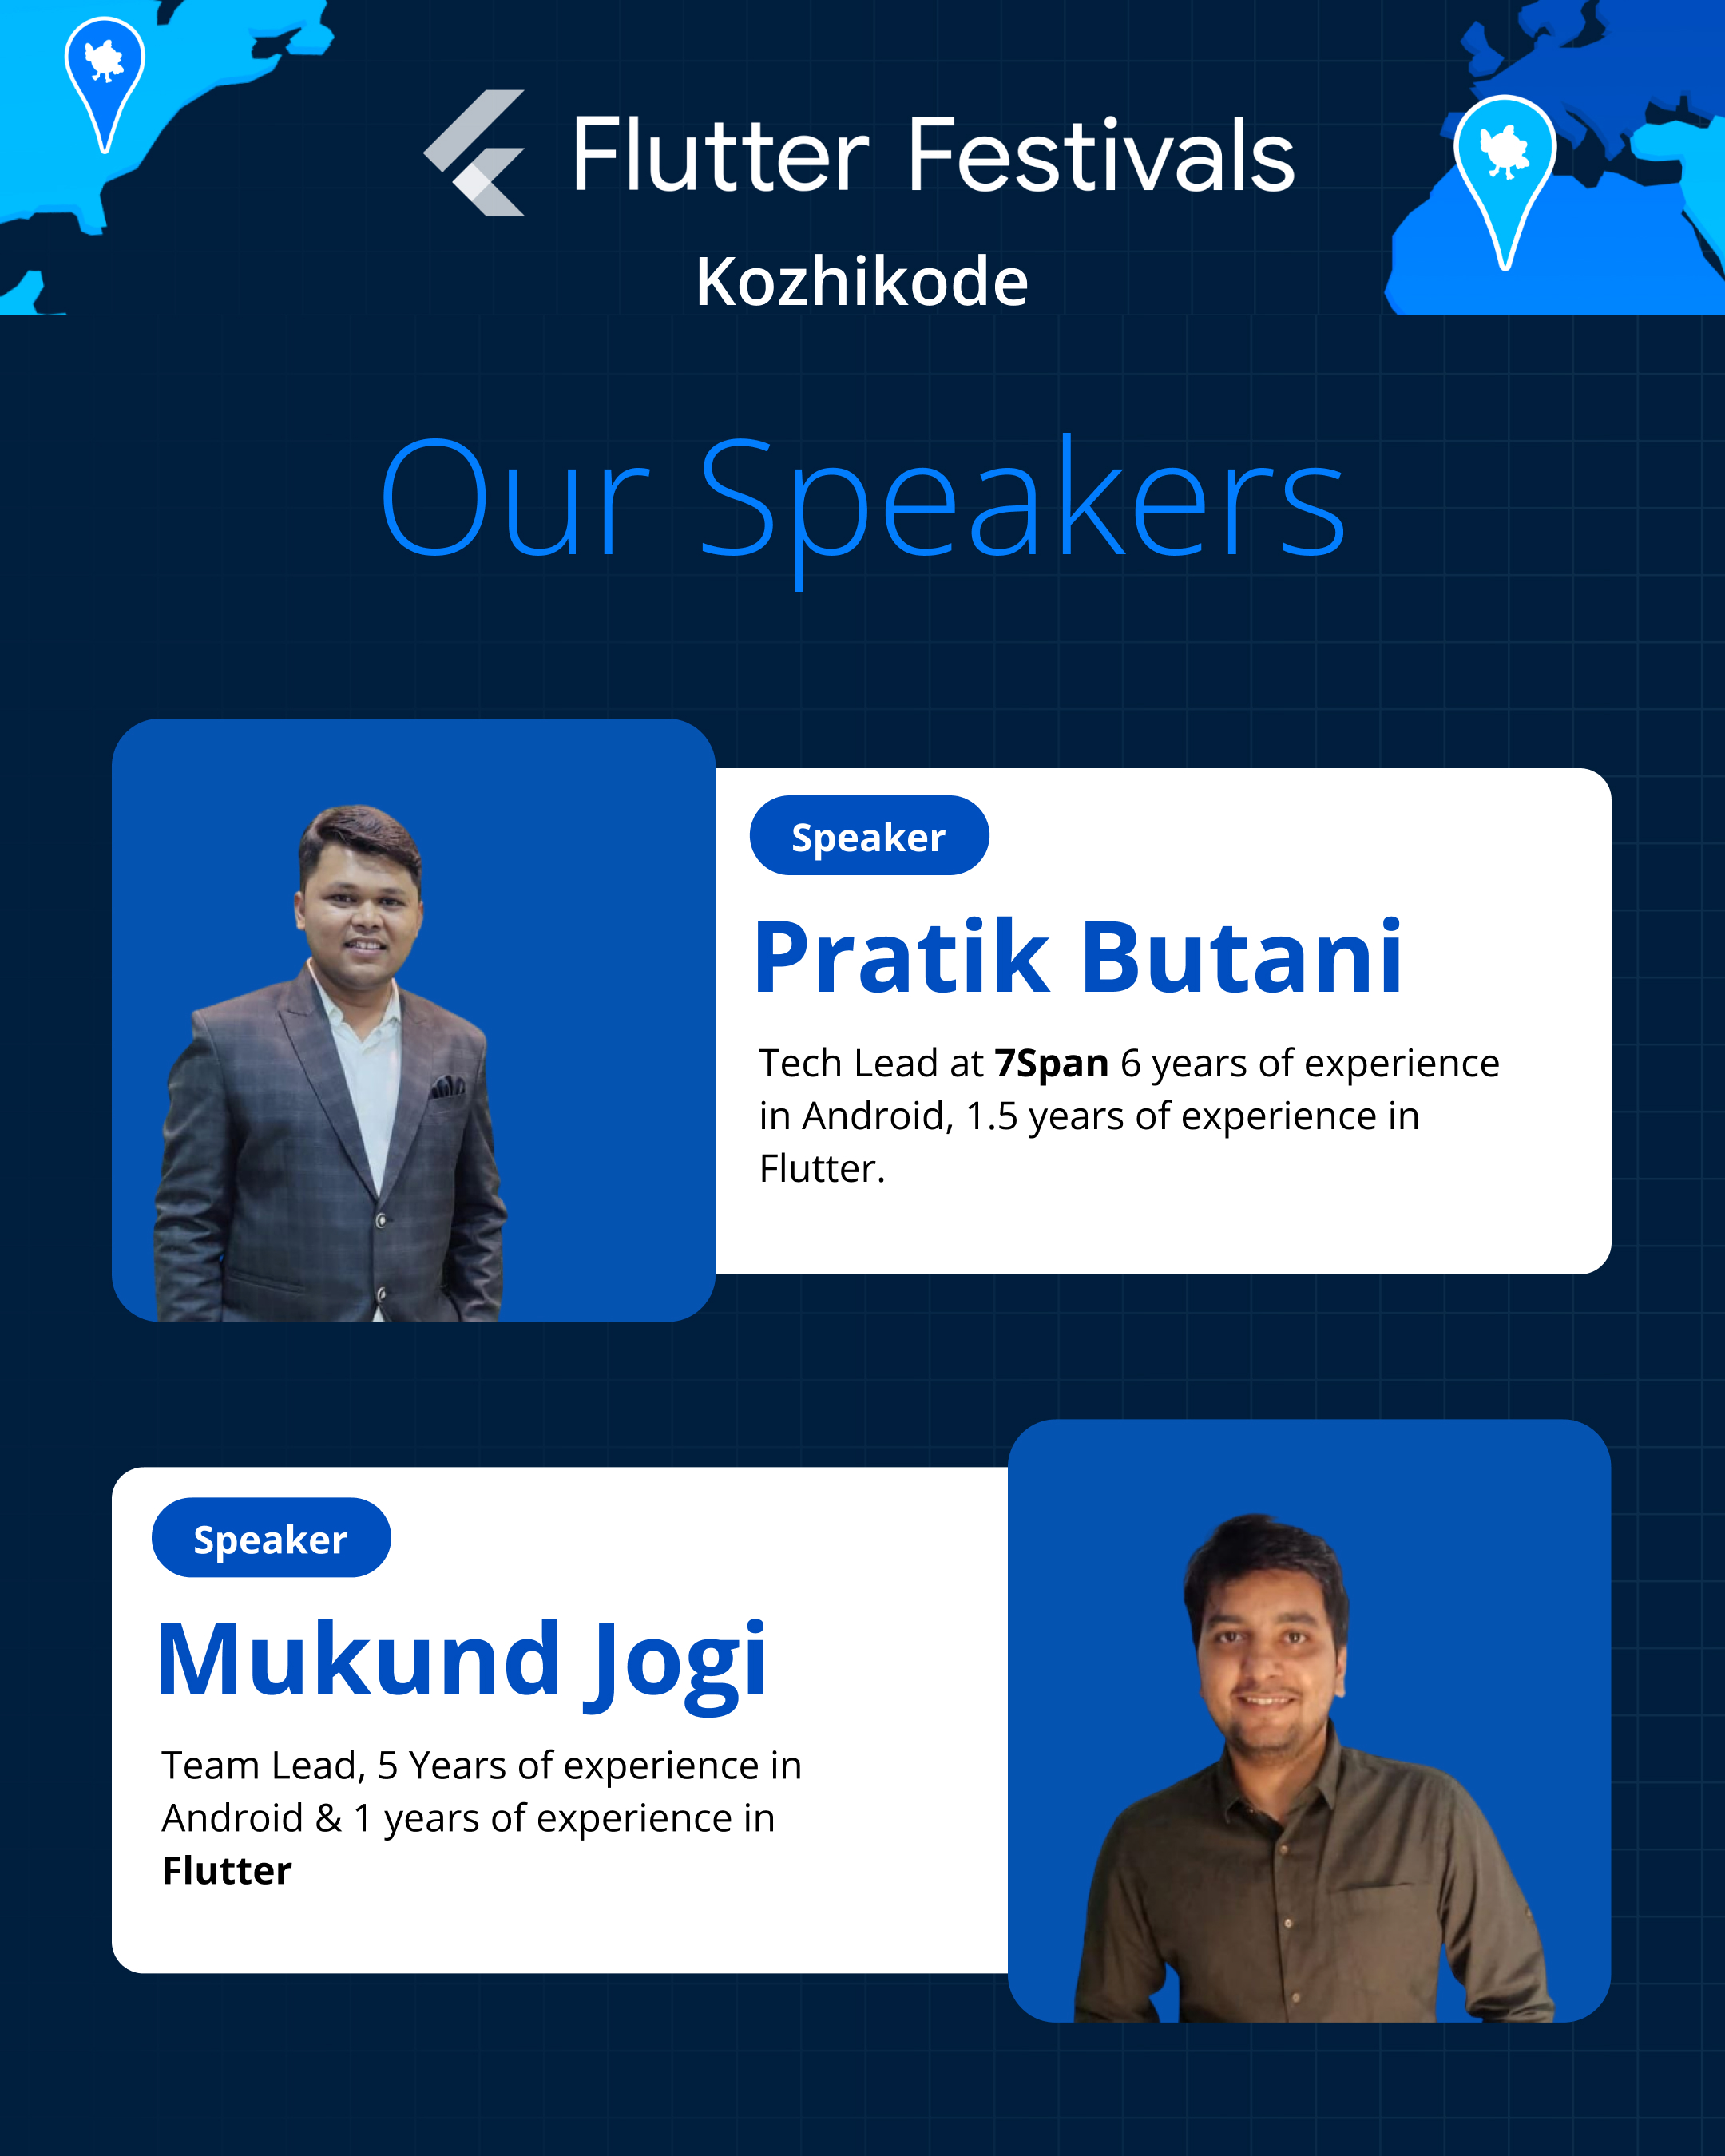 Flutter Festivals
Kozhikode
Our Speakers
Speaker
Pratik Butani
Tech Lead at 7Span 6 years of experience
in Android, 1.5 years of experience in
Flutter.
Speaker
Mukund Jogi
Team Lead, 5 Years of experience in
Android & 1 years of experience in
Flutter